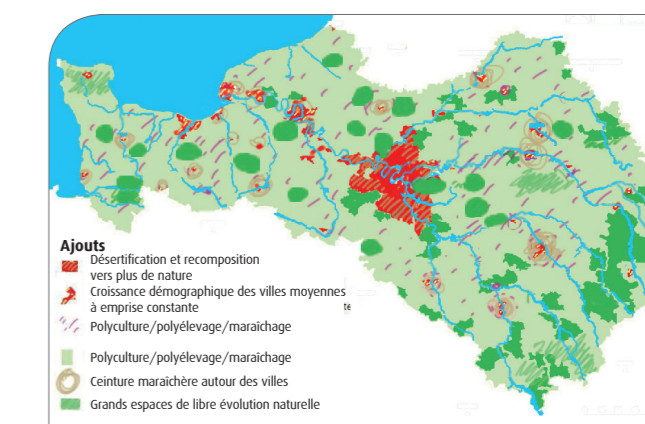 Ajouts
Désertification et recomposition
vers plus de nature
Croissance démographique des villes moyennes
à emprise constante
te
Polyculture/polyélevage/maraîchage
Polyculture/polyélevage/maraîchage
Ceinture maraîchère autour des villes
Grands espaces de libre évolution naturelle